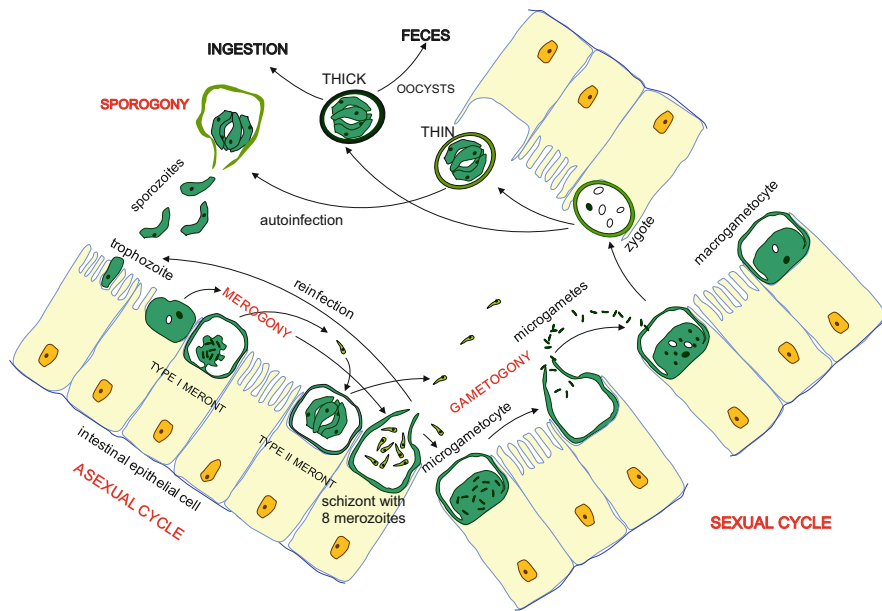 FECES
INGESTION
THICK
OOCYSTS
SPOROGONY
THIN
sporozoites
autoinfection
zygote
macrogametocyte
trophozoite
reinfection
MEROGONY
microgametes
GAMETOGONY
TYPE I MERONT
microgametocyte
TYPE II MERONT
intestinal epithelial cell
ASEXUAL CYCLE
schizont with
8 merozoites
SEXUAL CYCLE